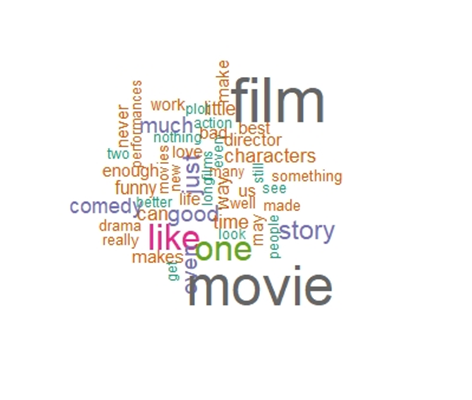 make
film
work
plot
little
never
performances
much
action
bad
best
nothing
director
two
even
love
characters
enough
movies
just
films
many
still
something
funny
new
way
us
see
comedy
better
life
long
well
made
can
good
time
may
people
drama
look
story
really
like
one
makes
get
even
movie